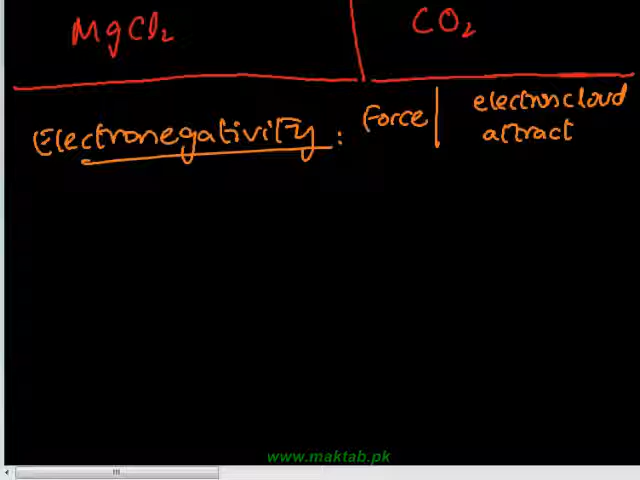 MgCl₂
CO₂
Electronegativity: Force | electron cloud
attract
www.maktab.pk